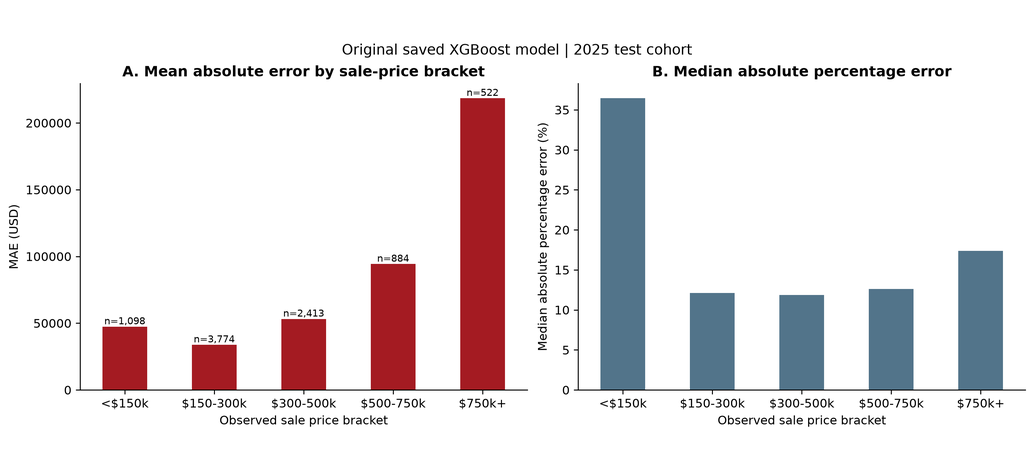 Original saved XGBoost model | 2025 test cohort
A. Mean absolute error by sale-price bracket
MAE (USD)
200000
150000
100000
50000
0
n=1,098
n=3,774
n=2,413
n=884
n=522
<$150k
$150-300k
$300-500k
$500-750k
$750k+
Observed sale price bracket
B. Median absolute percentage error
Median absolute percentage error (%)
35
30
25
20
15
10
5
0
<$150k
$150-300k
$300-500k
$500-750k
$750k+
Observed sale price bracket